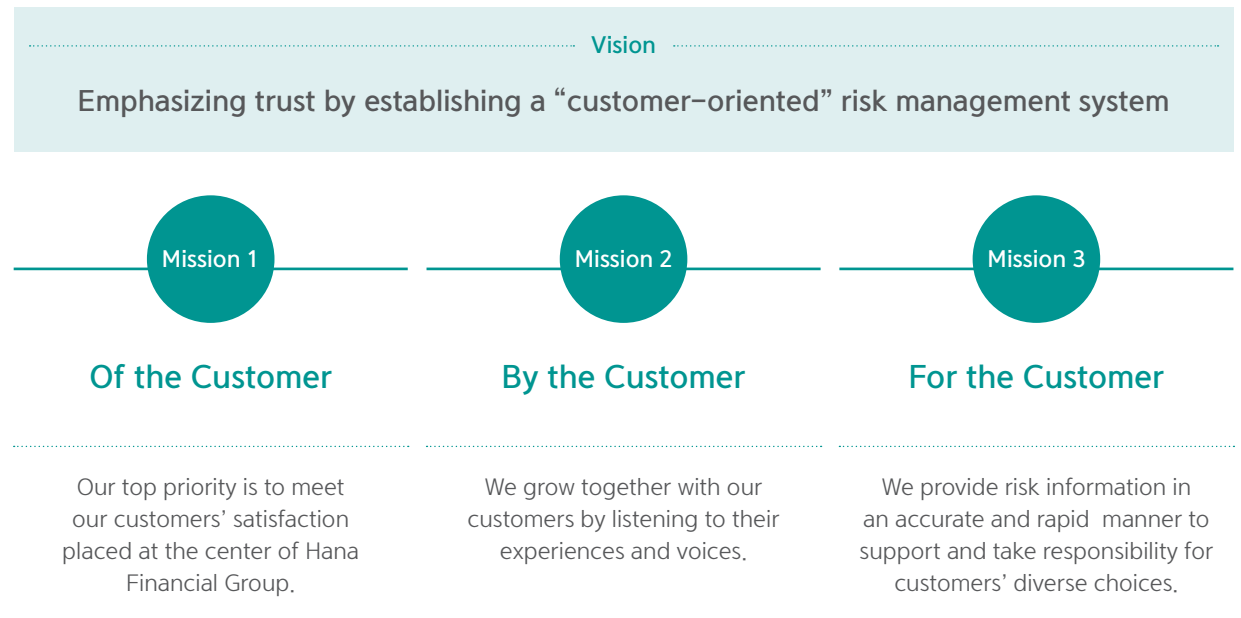 Vision
Emphasizing trust by establishing a “customer-oriented” risk management system
Mission 1
Of the Customer
Our top priority is to meet
our customers’ satisfaction
placed at the center of Hana
Financial Group.
Mission 2
By the Customer
We grow together with our
customers by listening to their
experiences and voices.
Mission 3
For the Customer
We provide risk information in
an accurate and rapid manner to
support and take responsibility for
customers’ diverse choices.